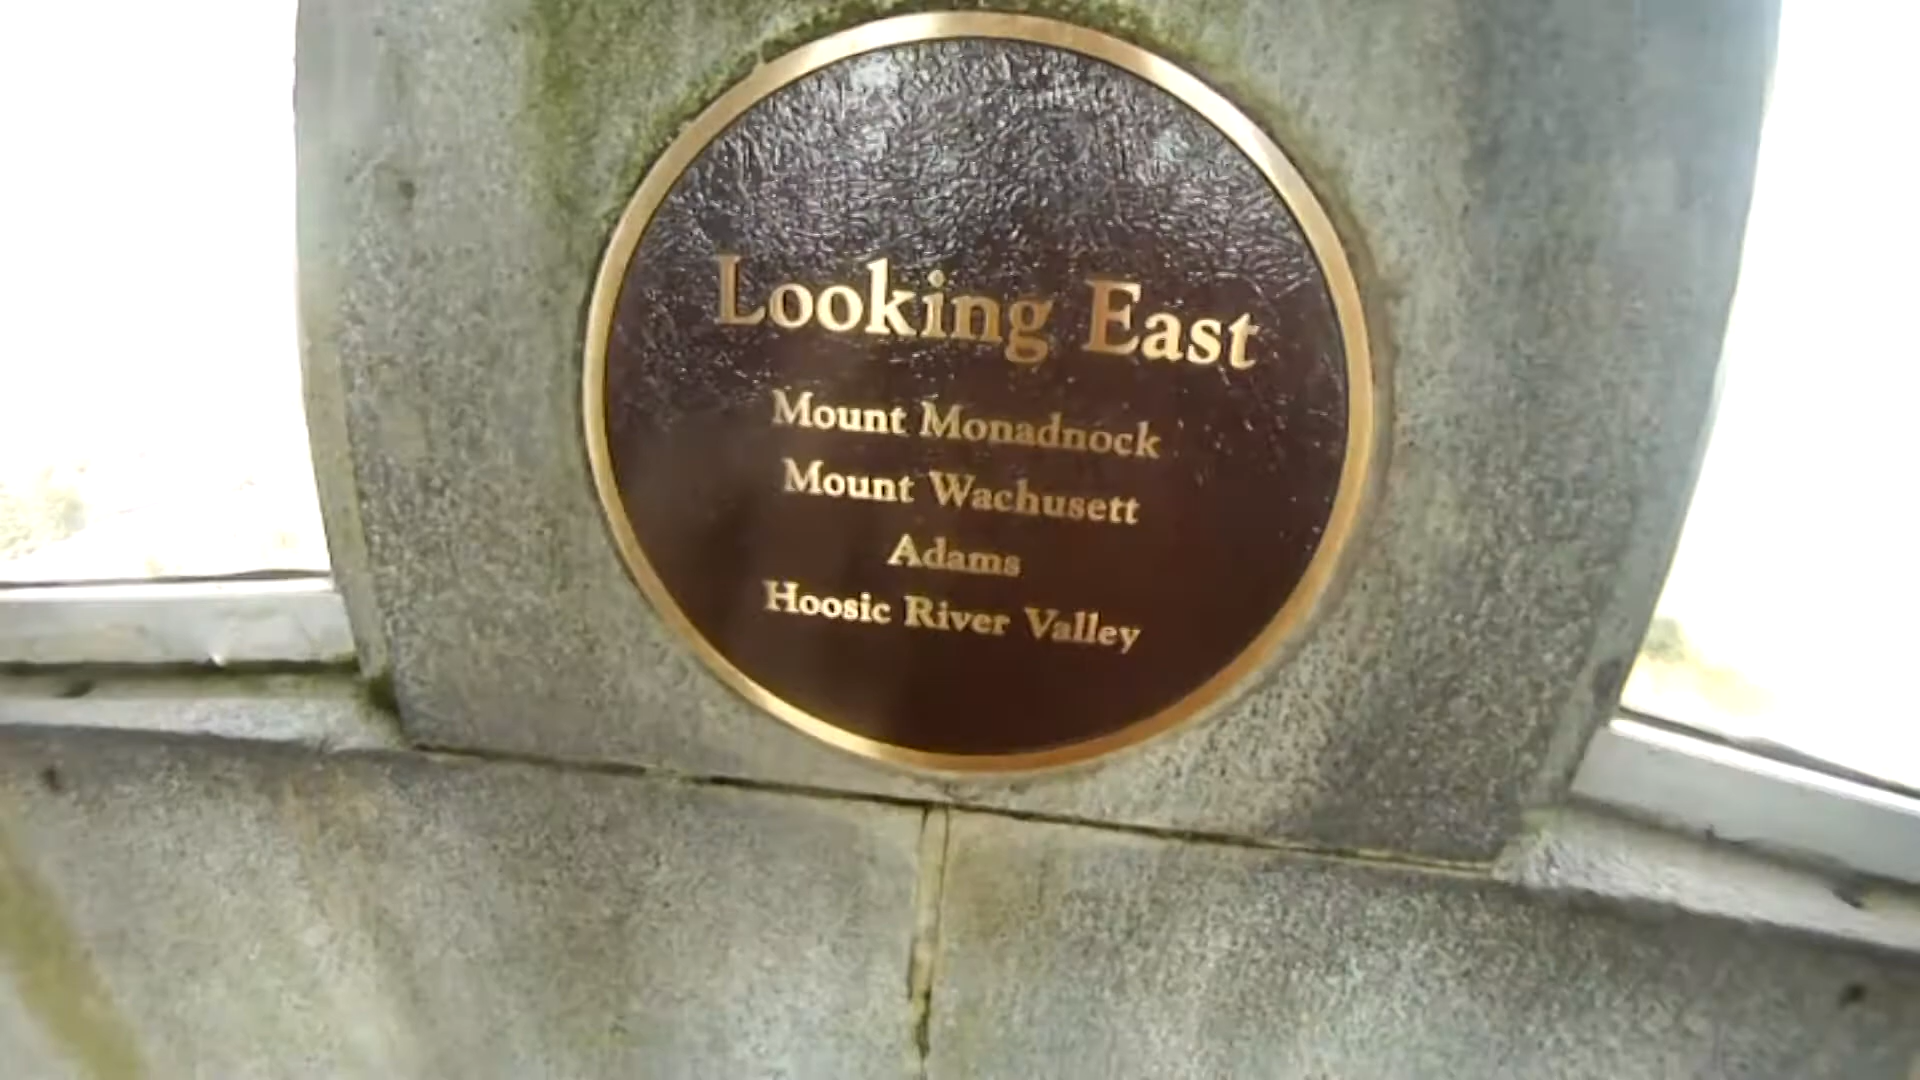 Looking East
Mount Monadnock
Mount Wachusett
Adams
Hoosic River Valley